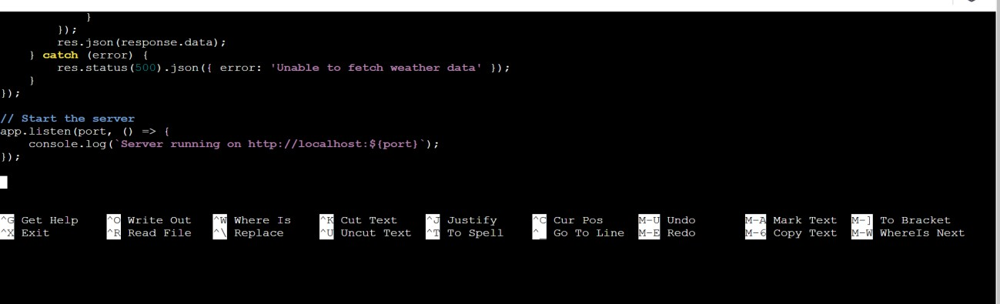 }
        });
        res.json(response.data);
    } catch (error) {
        res.status(500).json({ error: 'Unable to fetch weather data' });
    }
});
// Start the server
app.listen(port, () => {
    console.log(`Server running on http://localhost:${port}`);
});
^G Get Help ^O Write Out ^W Where Is ^K Cut Text ^J Justify ^C Cur Pos M-U Undo M-A Mark Text M-] To Bracket
^X Exit ^R Read File ^\ Replace ^U Uncut Text ^T To Spell ^_ Go To Line M-E Redo M-6 Copy Text M-W WhereIs Next